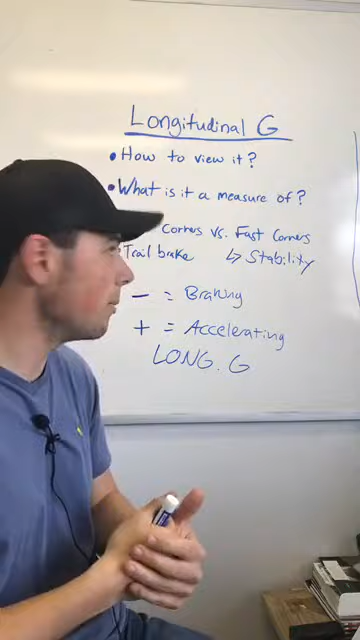 Longitudinal G
• How to view it?
• What is it a measure of?
Corners vs. Fast Corners
Trail brake ↳ Stability
- = Braking
+ = Accelerating
LONG. G